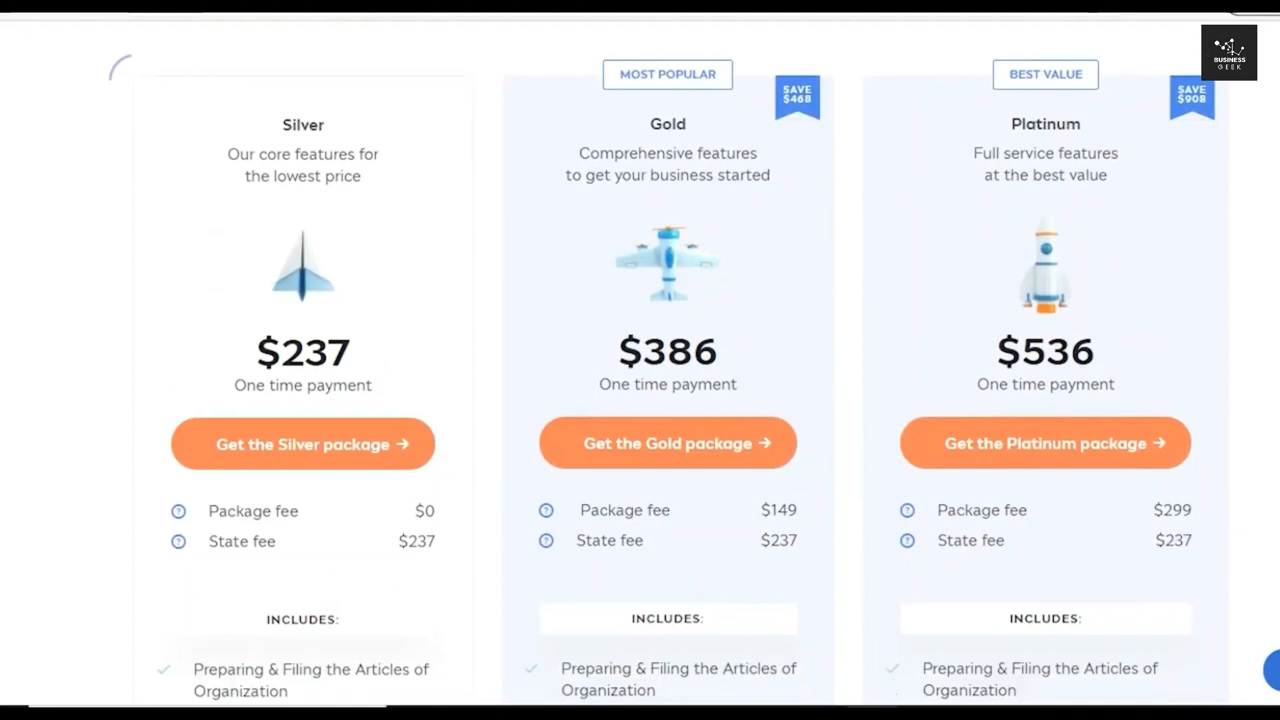 BUSINESS
GEEK
Silver
Our core features for
the lowest price
$237
One time payment
Get the Silver package →
Package fee $0
State fee $237
INCLUDES:
Preparing & Filing the Articles of
Organization
MOST POPULAR
SAVE
$468
Gold
Comprehensive features
to get your business started
$386
One time payment
Get the Gold package →
Package fee $149
State fee $237
INCLUDES:
Preparing & Filing the Articles of
Organization
BEST VALUE
SAVE
$908
Platinum
Full service features
at the best value
$536
One time payment
Get the Platinum package →
Package fee $299
State fee $237
INCLUDES:
Preparing & Filing the Articles of
Organization